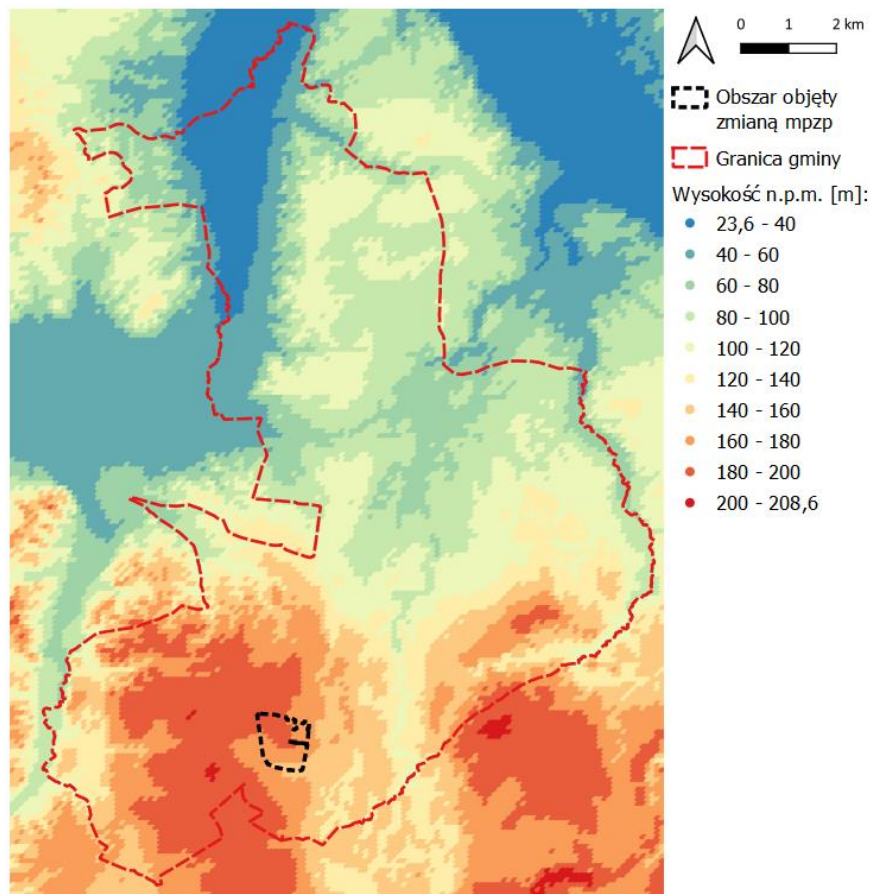 0 1 2 km
Obszar objęty
zmianą mpzp
Granica gminy
Wysokość n.p.m. [m]:
23,6 - 40
40 - 60
60 - 80
80 - 100
100 - 120
120 - 140
140 - 160
160 - 180
180 - 200
200 - 208,6